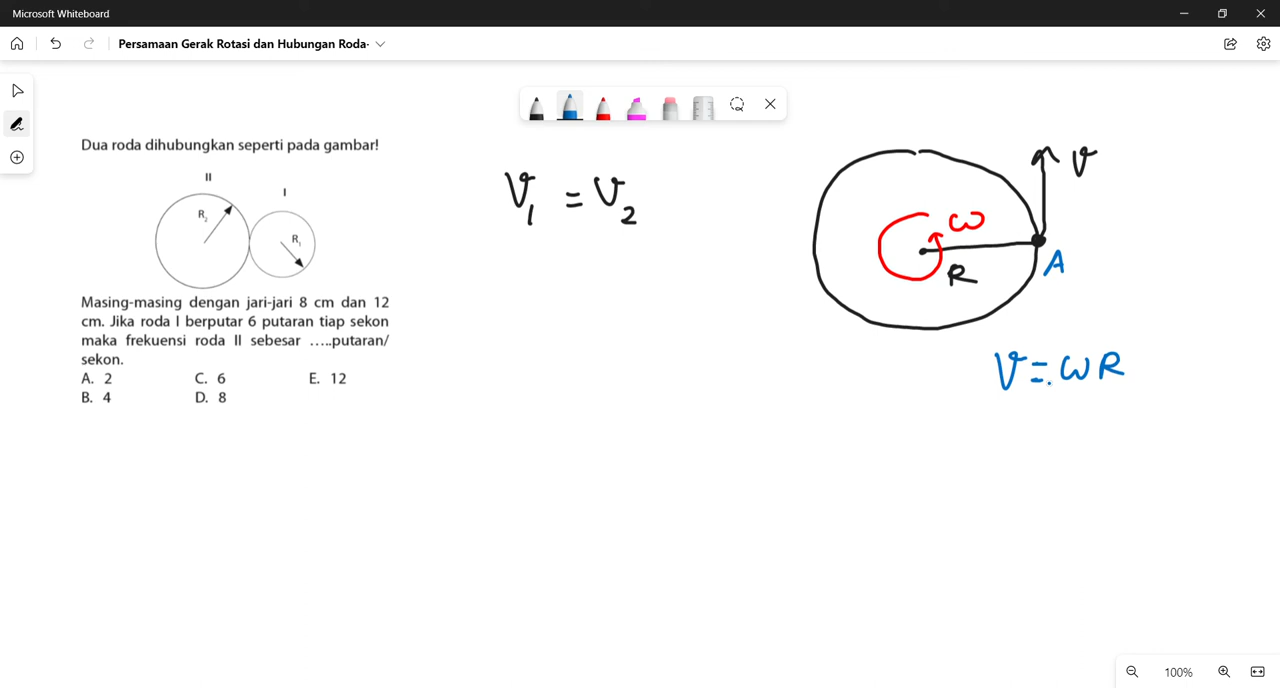 Microsoft Whiteboard
Persamaan Gerak Rotasi dan Hubungan Roda-
Dua roda dihubungkan seperti pada gambar!
II
I
R2
R1
Masing-masing dengan jari-jari 8 cm dan 12
cm. Jika roda I berputar 6 putaran tiap sekon
maka frekuensi roda II sebesar .....putaran/
sekon.
A. 2 C. 6 E. 12
B. 4 D. 8
V1 = V2
V
ω
R
A
V = ωR
100%